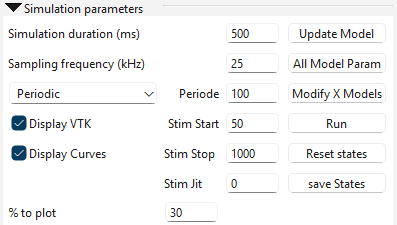 Simulation parameters
Simulation duration (ms) 500 Update Model
Sampling frequency (kHz) 25 All Model Param
Periodic Periode 100 Modify X Models
Display VTK Stim Start 50 Run
Display Curves Stim Stop 1000 Reset states
Stim Jit 0 save States
% to plot 30